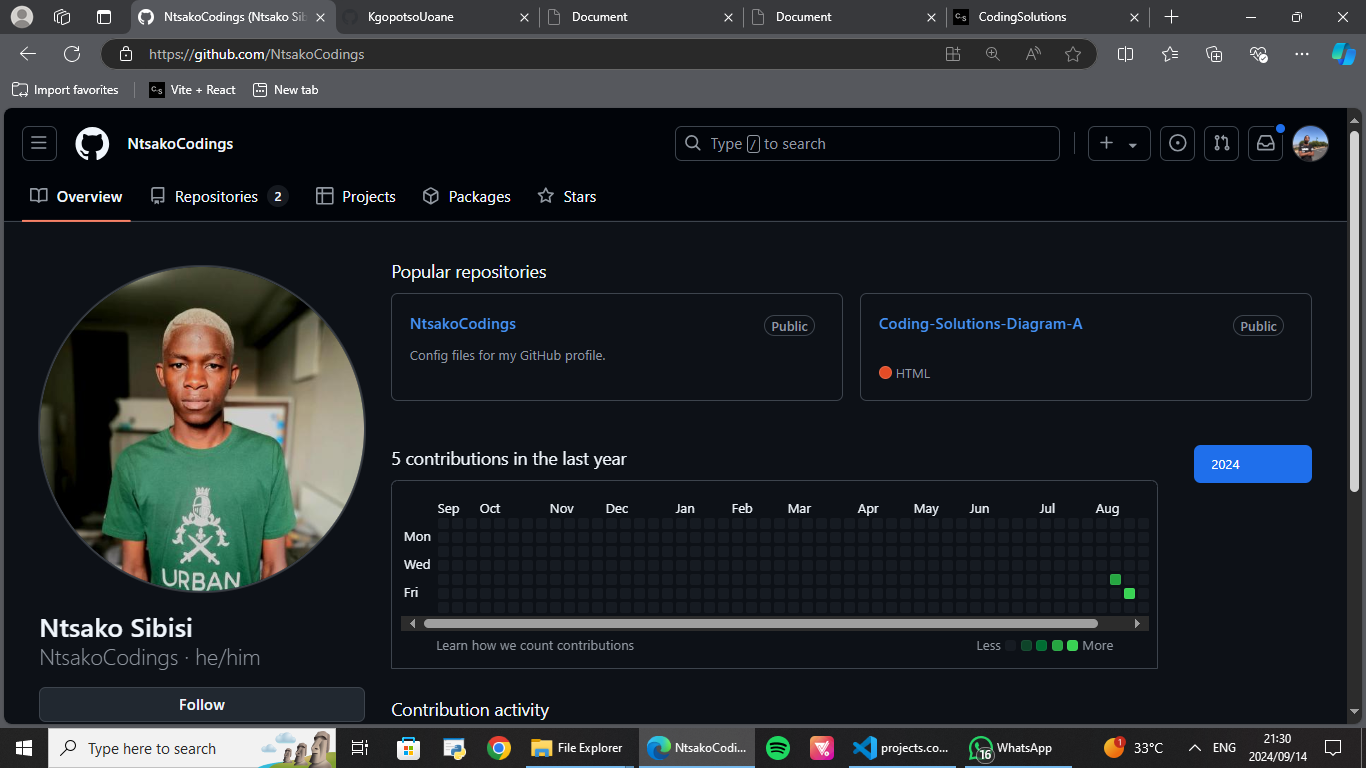 NtsakoCodings (Ntsako Sib
KgopotsoUoane
Document
Document
CodingSolutions
https://github.com/NtsakoCodings
Import favorites
Vite + React
New tab
NtsakoCodings
Type / to search
Overview
Repositories 2
Projects
Packages
Stars
Popular repositories
NtsakoCodings
Public
Config files for my GitHub profile.
Coding-Solutions-Diagram-A
Public
HTML
5 contributions in the last year
2024
Sep Oct Nov Dec Jan Feb Mar Apr May Jun Jul Aug
Mon
Wed
Fri
Learn how we count contributions
Less More
URBAN
Ntsako Sibisi
NtsakoCodings · he/him
Follow
Contribution activity
Type here to search
File Explorer
NtsakoCodi...
projects.co...
16
WhatsApp
1
33°C
ENG
21:30
2024/09/14